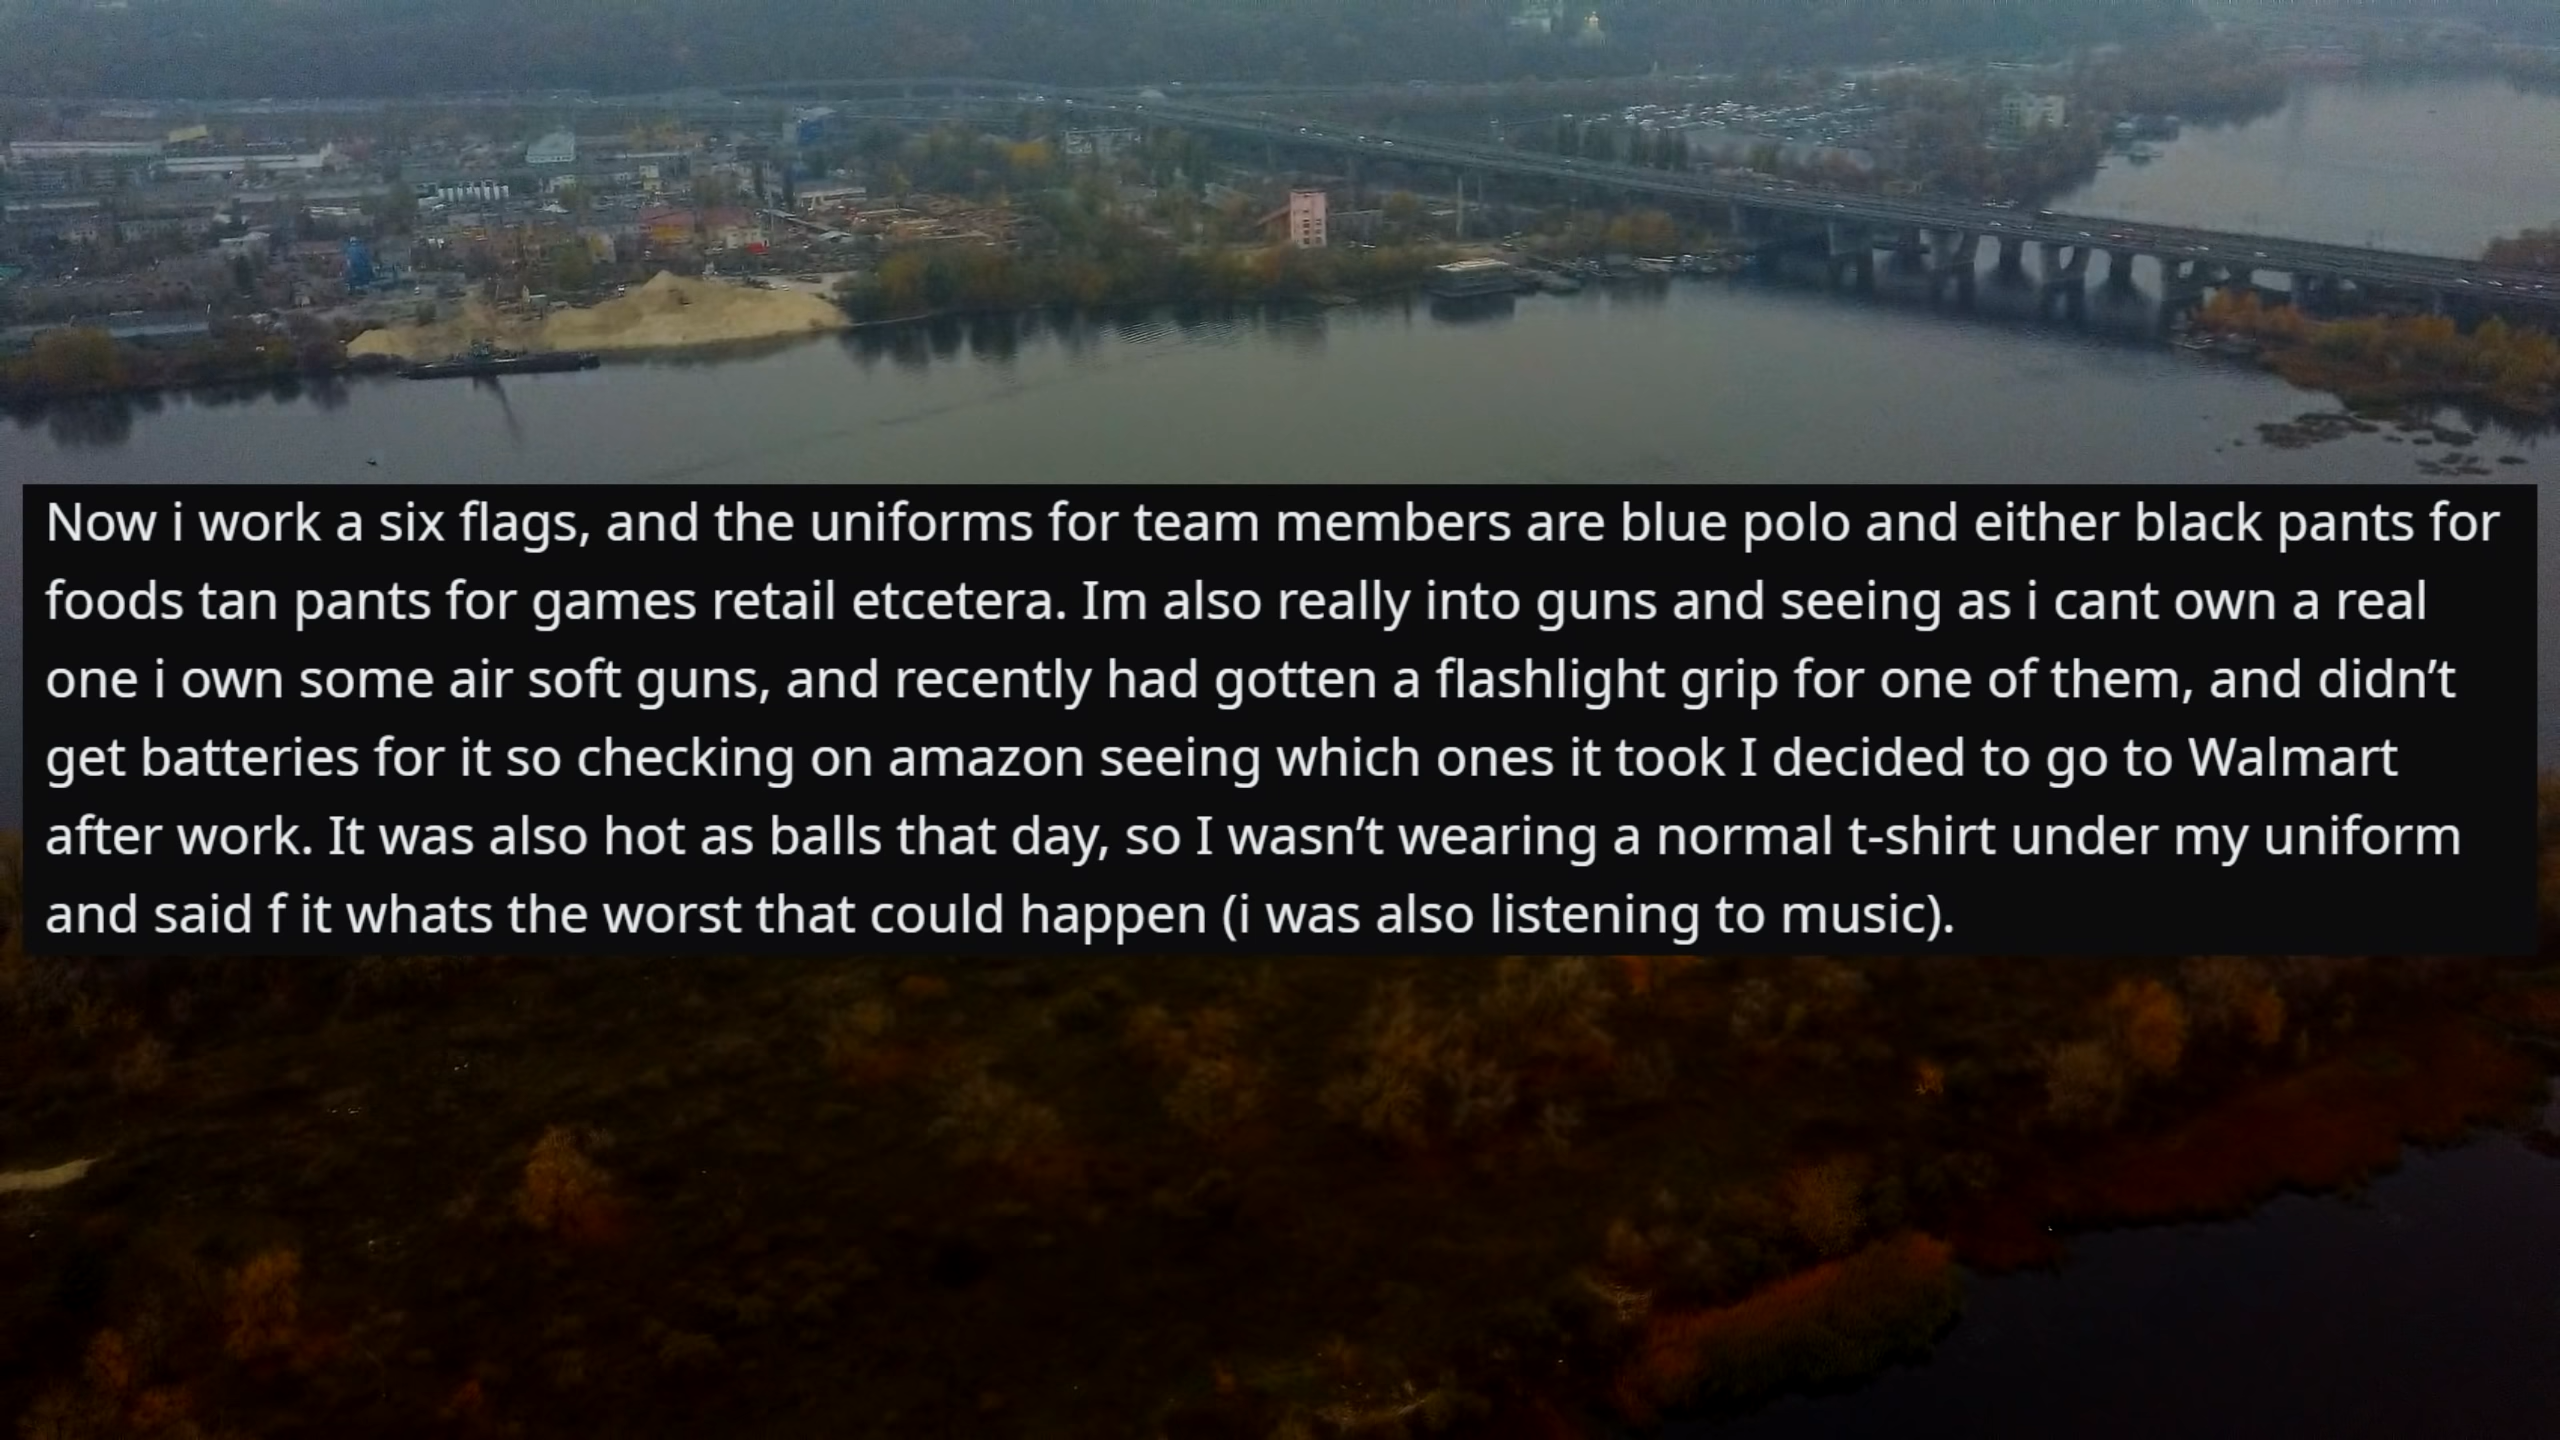 Now i work a six flags, and the uniforms for team members are blue polo and either black pants for
foods tan pants for games retail etcetera. Im also really into guns and seeing as i cant own a real
one i own some air soft guns, and recently had gotten a flashlight grip for one of them, and didn’t
get batteries for it so checking on amazon seeing which ones it took I decided to go to Walmart
after work. It was also hot as balls that day, so I wasn’t wearing a normal t-shirt under my uniform
and said f it whats the worst that could happen (i was also listening to music).